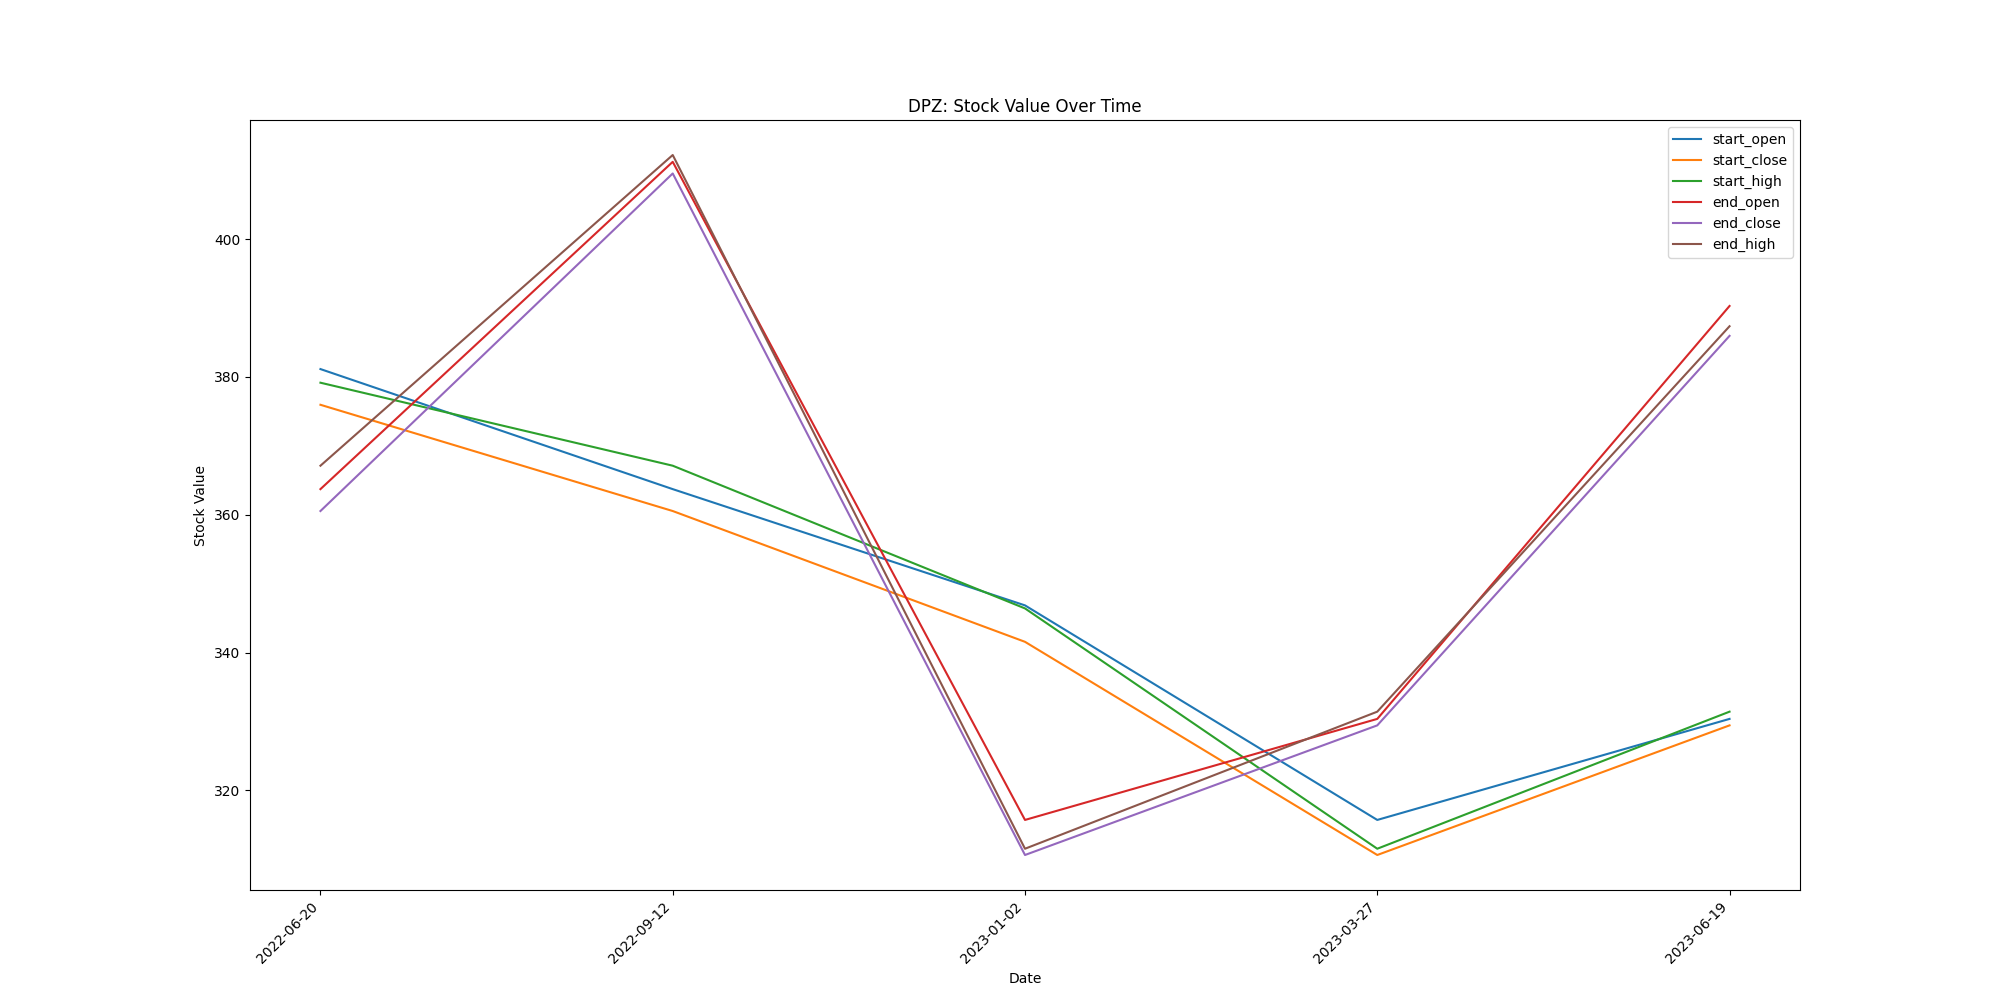 DPZ: Stock Value Over Time
start_open
start_close
start_high
end_open
end_close
end_high
400
380
360
340
320
Stock Value
2022-06-20
2022-09-12
2023-01-02
2023-03-27
2023-06-19
Date